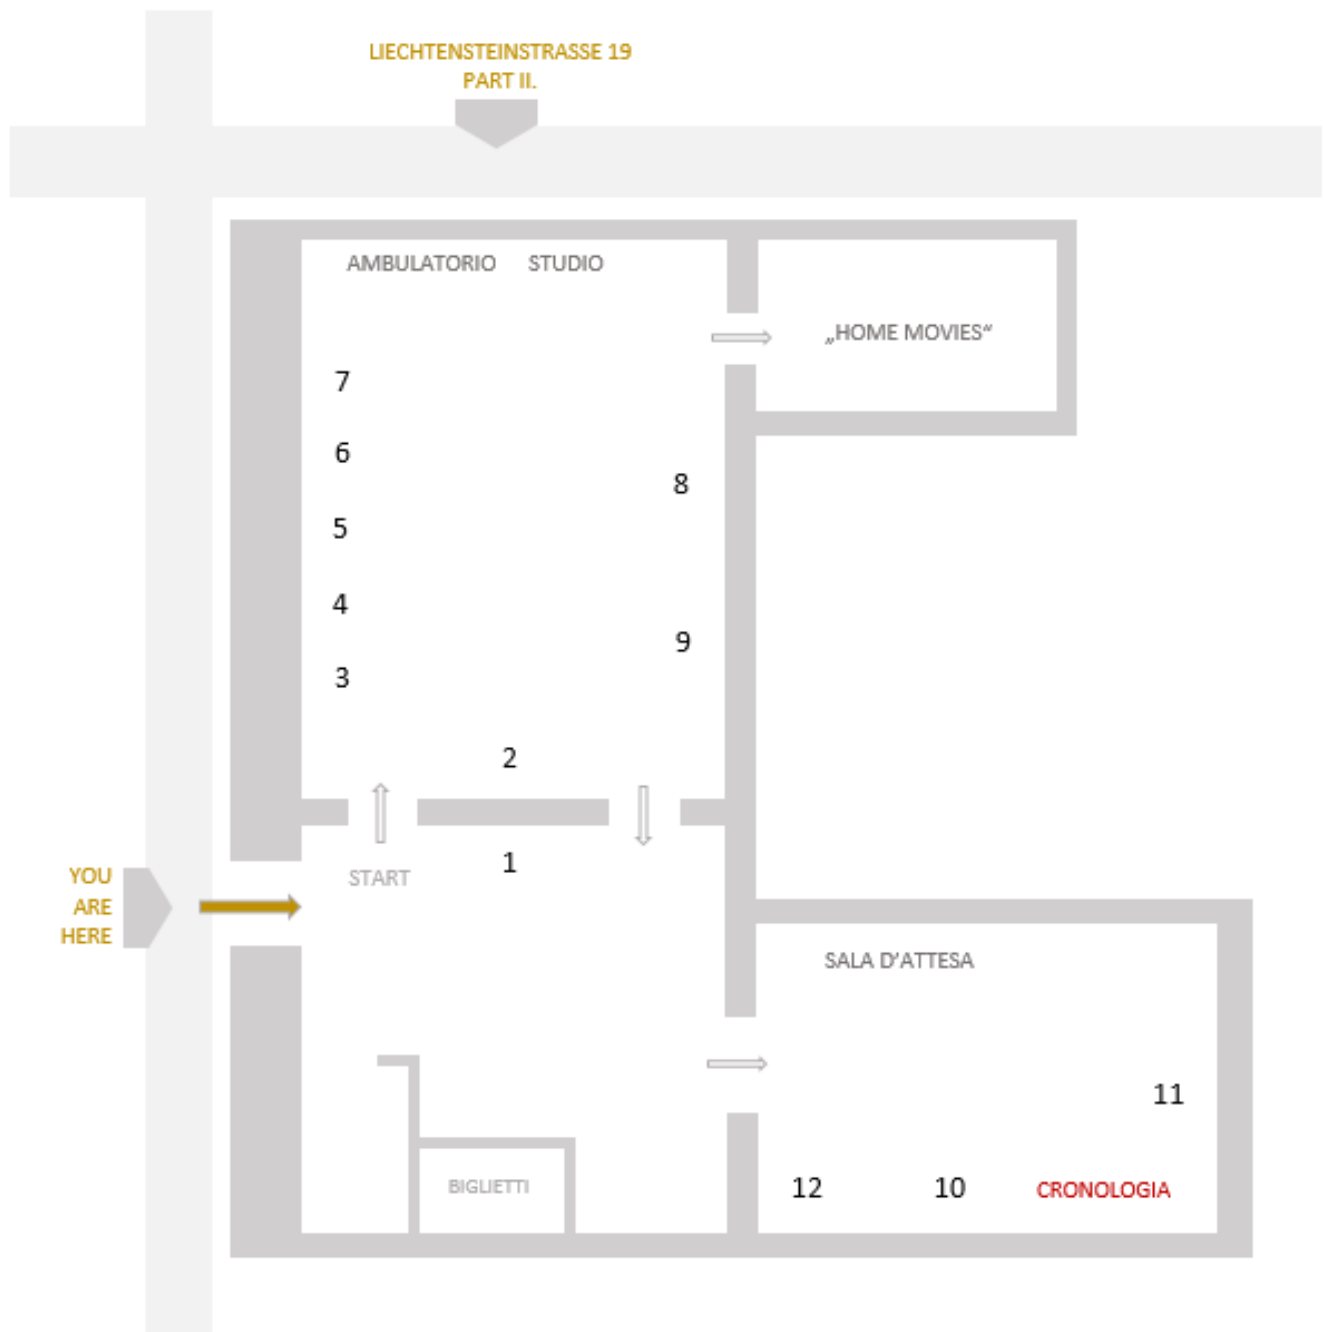 LIECHTENSTEINSTRASSE 19
PART II.
AMBULATORIO STUDIO
„HOME MOVIES“
7
6
8
5
4
9
3
2
1
START
YOU
ARE
HERE
SALA D'ATTESA
11
12 10 CRONOLOGIA
BIGLIETTI